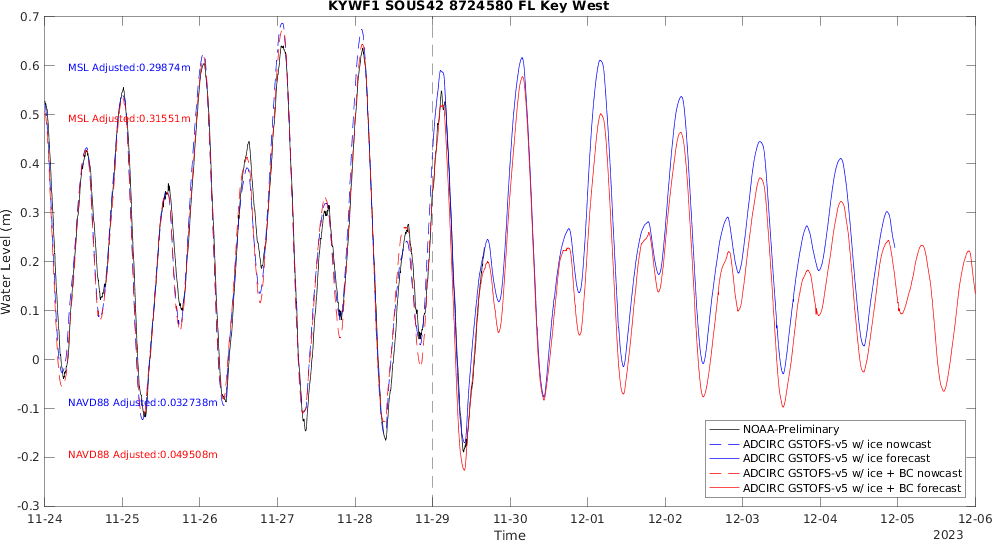 KYWF1 SOUS42 8724580 FL Key West
0.7
0.6
0.5
0.4
0.3
0.2
0.1
0
-0.1
-0.2
-0.3
Water Level (m)
MSL Adjusted:0.29874m
MSL Adjusted:0.31551m
NAVD88 Adjusted:0.032738m
NAVD88 Adjusted:0.049508m
NOAA-Preliminary
ADCIRC GSTOFS-v5 w/ ice nowcast
ADCIRC GSTOFS-v5 w/ ice forecast
ADCIRC GSTOFS-v5 w/ ice + BC nowcast
ADCIRC GSTOFS-v5 w/ ice + BC forecast
11-24 11-25 11-26 11-27 11-28 11-29 11-30 12-01 12-02 12-03 12-04 12-05 12-06
Time
2023